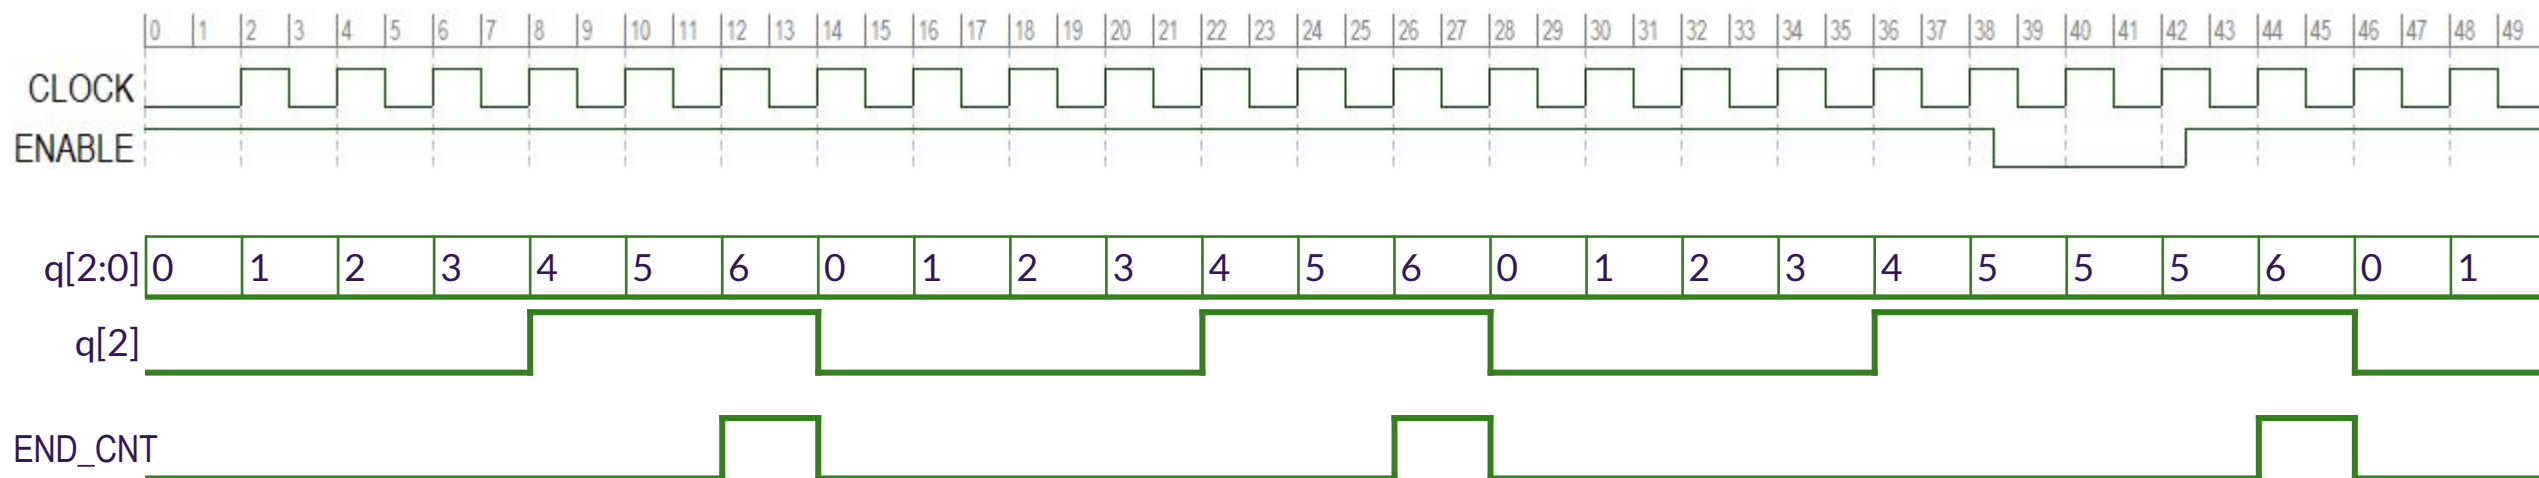 0 1 2 3 4 5 6 7 8 9 10 11 12 13 14 15 16 17 18 19 20 21 22 23 24 25 26 27 28 29 30 31 32 33 34 35 36 37 38 39 40 41 42 43 44 45 46 47 48 49
CLOCK
ENABLE
q[2:0] 0 1 2 3 4 5 6 0 1 2 3 4 5 6 0 1 2 3 4 5 5 5 6 0 1
q[2]
END_CNT